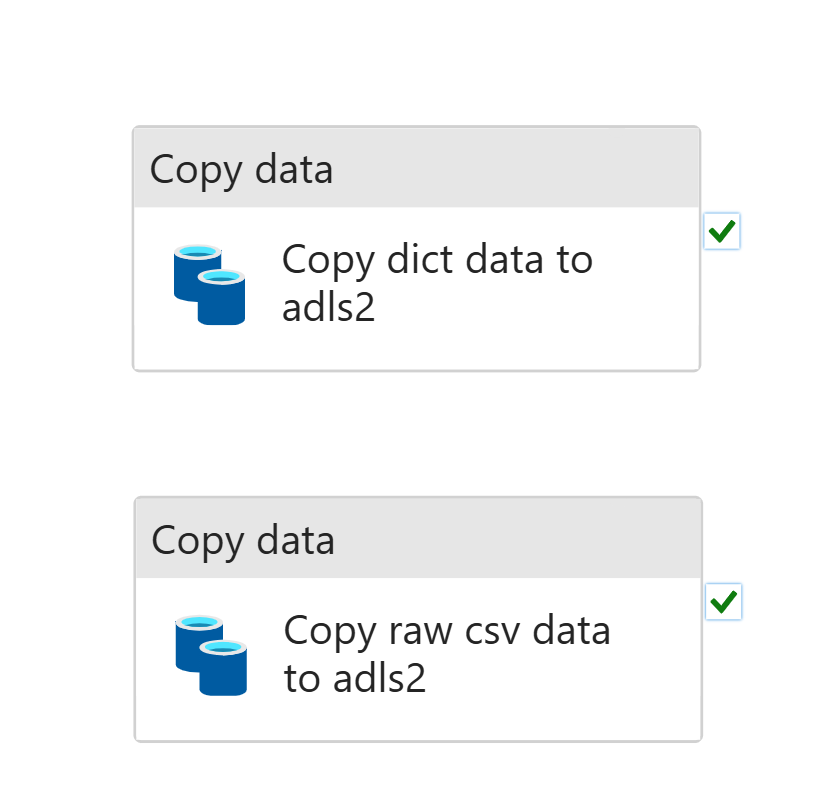 Copy data
Copy dict data to
adls2
Copy data
Copy raw csv data
to adls2